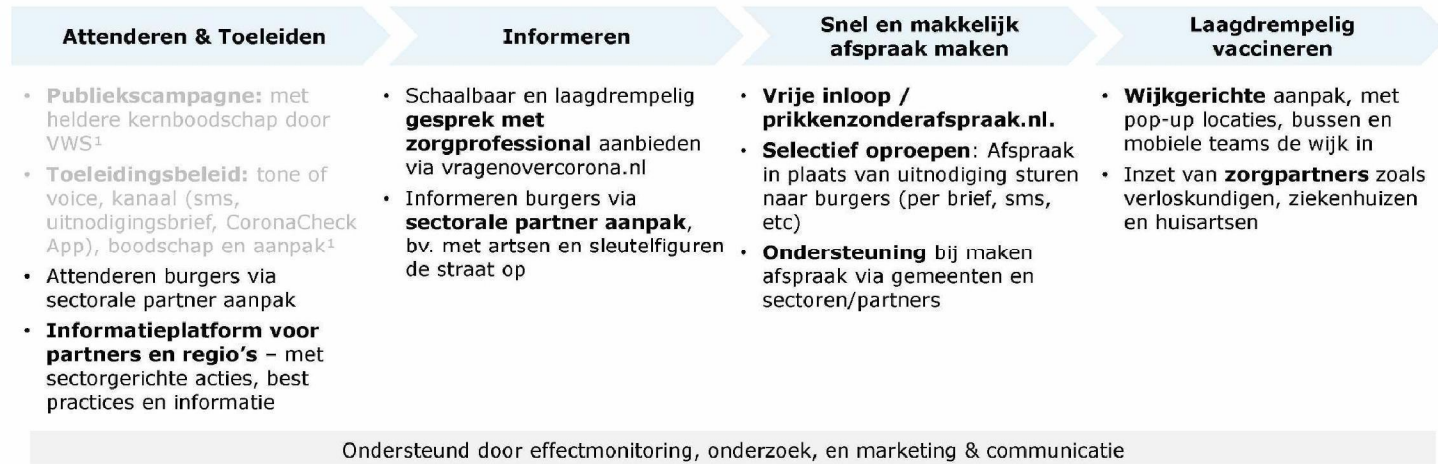 Attenderen & Toeleiden
• Publiekscampagne: met
heldere kernboodschap door
VWS¹
• Toeleidingsbeleid: tone of
voice, kanaal (sms,
uitnodigingsbrief, CoronaCheck
App), boodschap en aanpak¹
• Attenderen burgers via
sectorale partner aanpak
• Informatieplatform voor
partners en regio's – met
sectorgerichte acties, best
practices en informatie
Informeren
• Schaalbaar en laagdrempelig
gesprek met
zorgprofessional aanbieden
via vragenovercorona.nl
• Informeren burgers via
sectorale partner aanpak,
bv. met artsen en sleutelfiguren
de straat op
Snel en makkelijk
afspraak maken
• Vrije inloop /
prikkenzonderafspraak.nl.
• Selectief oproepen: Afspraak
in plaats van uitnodiging sturen
naar burgers (per brief, sms,
etc)
• Ondersteuning bij maken
afspraak via gemeenten en
sectoren/partners
Laagdrempelig
vaccineren
• Wijkgerichte aanpak, met
pop-up locaties, bussen en
mobiele teams de wijk in
• Inzet van zorgpartners zoals
verloskundigen, ziekenhuizen
en huisartsen
Ondersteund door effectmonitoring, onderzoek, en marketing & communicatie